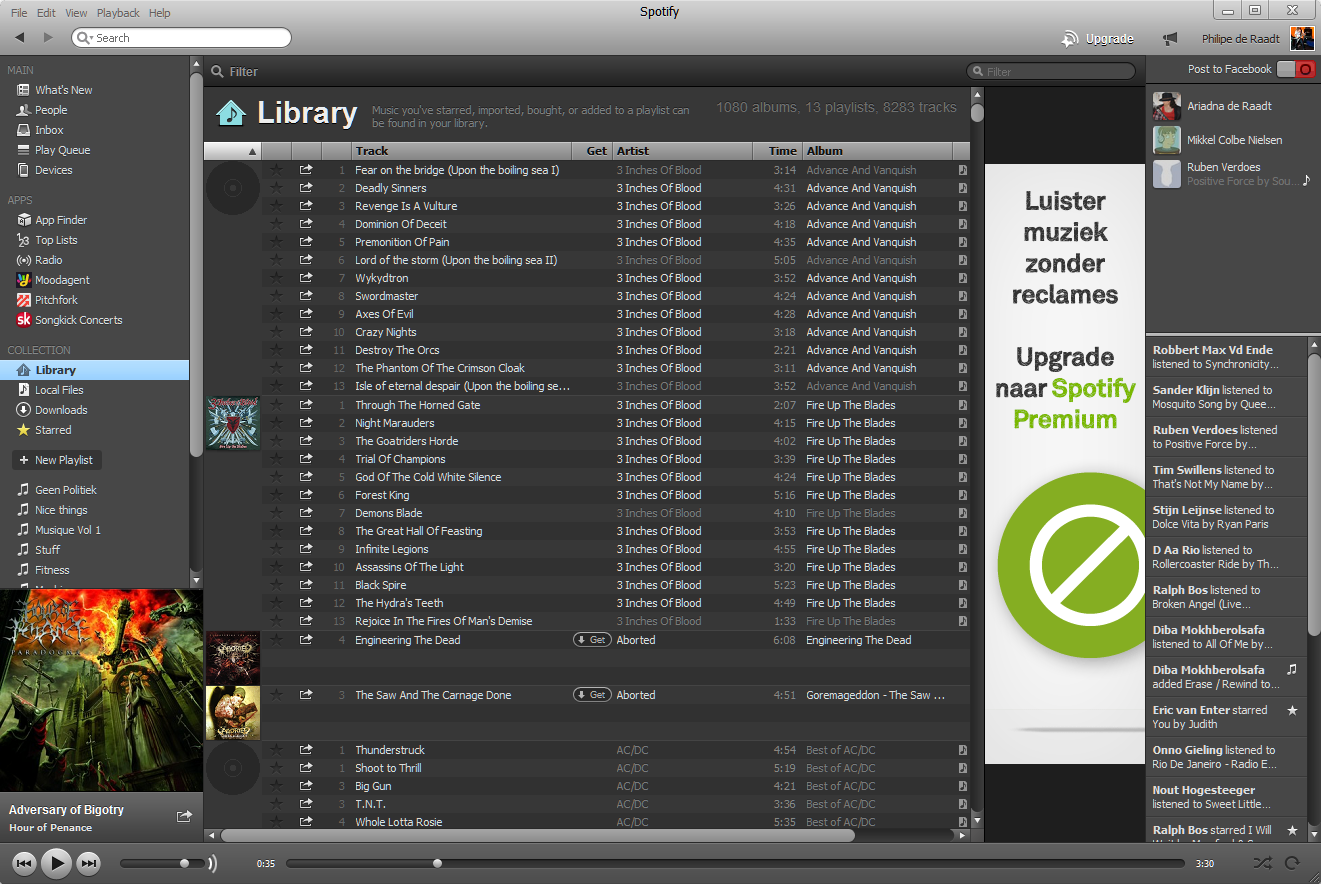 File Edit View Playback Help
Spotify
Search
Upgrade
Philipe de Raadt
MAIN
What's New
People
Inbox
Play Queue
Devices
APPS
App Finder
Top Lists
Radio
Moodagent
Pitchfork
Songkick Concerts
COLLECTION
Library
Local Files
Downloads
Starred
+ New Playlist
Geen Politiek
Nice things
Musique Vol 1
Stuff
Fitness
HOUR OF PENANCE
PARADOGMA
Adversary of Bigotry
Hour of Penance
Filter
Filter
Library
Music you've starred, imported, bought, or added to a playlist can
be found in your library.
1080 albums, 13 playlists, 8283 tracks
Track Get Artist Time Album
1 Fear on the bridge (Upon the boiling sea I) 3 Inches Of Blood 3:14 Advance And Vanquish
2 Deadly Sinners 3 Inches Of Blood 4:31 Advance And Vanquish
3 Revenge Is A Vulture 3 Inches Of Blood 3:26 Advance And Vanquish
4 Dominion Of Deceit 3 Inches Of Blood 4:18 Advance And Vanquish
5 Premonition Of Pain 3 Inches Of Blood 4:35 Advance And Vanquish
6 Lord of the storm (Upon the boiling sea II) 3 Inches Of Blood 5:05 Advance And Vanquish
7 Wykydtron 3 Inches Of Blood 3:52 Advance And Vanquish
8 Swordmaster 3 Inches Of Blood 4:24 Advance And Vanquish
9 Axes Of Evil 3 Inches Of Blood 4:28 Advance And Vanquish
10 Crazy Nights 3 Inches Of Blood 3:18 Advance And Vanquish
11 Destroy The Orcs 3 Inches Of Blood 2:21 Advance And Vanquish
12 The Phantom Of The Crimson Cloak 3 Inches Of Blood 3:11 Advance And Vanquish
13 Isle of eternal despair (Upon the boiling se... 3 Inches Of Blood 3:52 Advance And Vanquish
1 Through The Horned Gate 3 Inches Of Blood 2:07 Fire Up The Blades
2 Night Marauders 3 Inches Of Blood 4:15 Fire Up The Blades
3 The Goatriders Horde 3 Inches Of Blood 4:02 Fire Up The Blades
4 Trial Of Champions 3 Inches Of Blood 3:39 Fire Up The Blades
5 God Of The Cold White Silence 3 Inches Of Blood 4:24 Fire Up The Blades
6 Forest King 3 Inches Of Blood 5:16 Fire Up The Blades
7 Demons Blade 3 Inches Of Blood 4:10 Fire Up The Blades
8 The Great Hall Of Feasting 3 Inches Of Blood 3:53 Fire Up The Blades
9 Infinite Legions 3 Inches Of Blood 4:55 Fire Up The Blades
10 Assassins Of The Light 3 Inches Of Blood 3:20 Fire Up The Blades
11 Black Spire 3 Inches Of Blood 5:23 Fire Up The Blades
12 The Hydra's Teeth 3 Inches Of Blood 4:49 Fire Up The Blades
13 Rejoice In The Fires Of Man's Demise 3 Inches Of Blood 1:33 Fire Up The Blades
4 Engineering The Dead Get Aborted 6:08 Engineering The Dead
3 The Saw And The Carnage Done Get Aborted 4:51 Goremageddon - The Saw ...
1 Thunderstruck AC/DC 4:54 Best of AC/DC
1 Shoot to Thrill AC/DC 5:19 Best of AC/DC
3 Big Gun AC/DC 4:21 Best of AC/DC
3 T.N.T. AC/DC 3:36 Best of AC/DC
4 Whole Lotta Rosie AC/DC 5:35 Best of AC/DC
Luister
muziek
zonder
reclames
Upgrade
naar Spotify
Premium
Post to Facebook
Ariadna de Raadt
Mikkel Colbe Nielsen
Ruben Verdoes
Positive Force by Sou...
Robbert Max Vd Ende
listened to Synchronicity...
Sander Klijn listened to
Mosquito Song by Quee...
Ruben Verdoes listened
to Positive Force by...
Tim Swillens listened to
That's Not My Name by...
Stijn Leijnse listened to
Dolce Vita by Ryan Paris
D Aa Rio listened to
Rollercoaster Ride by Th...
Ralph Bos listened to
Broken Angel (Live...
Diba Mokhberolsafa
listened to All Of Me by...
Diba Mokhberolsafa
added Erase / Rewind to...
Eric van Enter starred
You by Judith
Onno Gieling listened to
Rio De Janeiro - Radio E...
Nout Hogesteeger
listened to Sweet Little...
Ralph Bos starred I Will
0:35
3:30